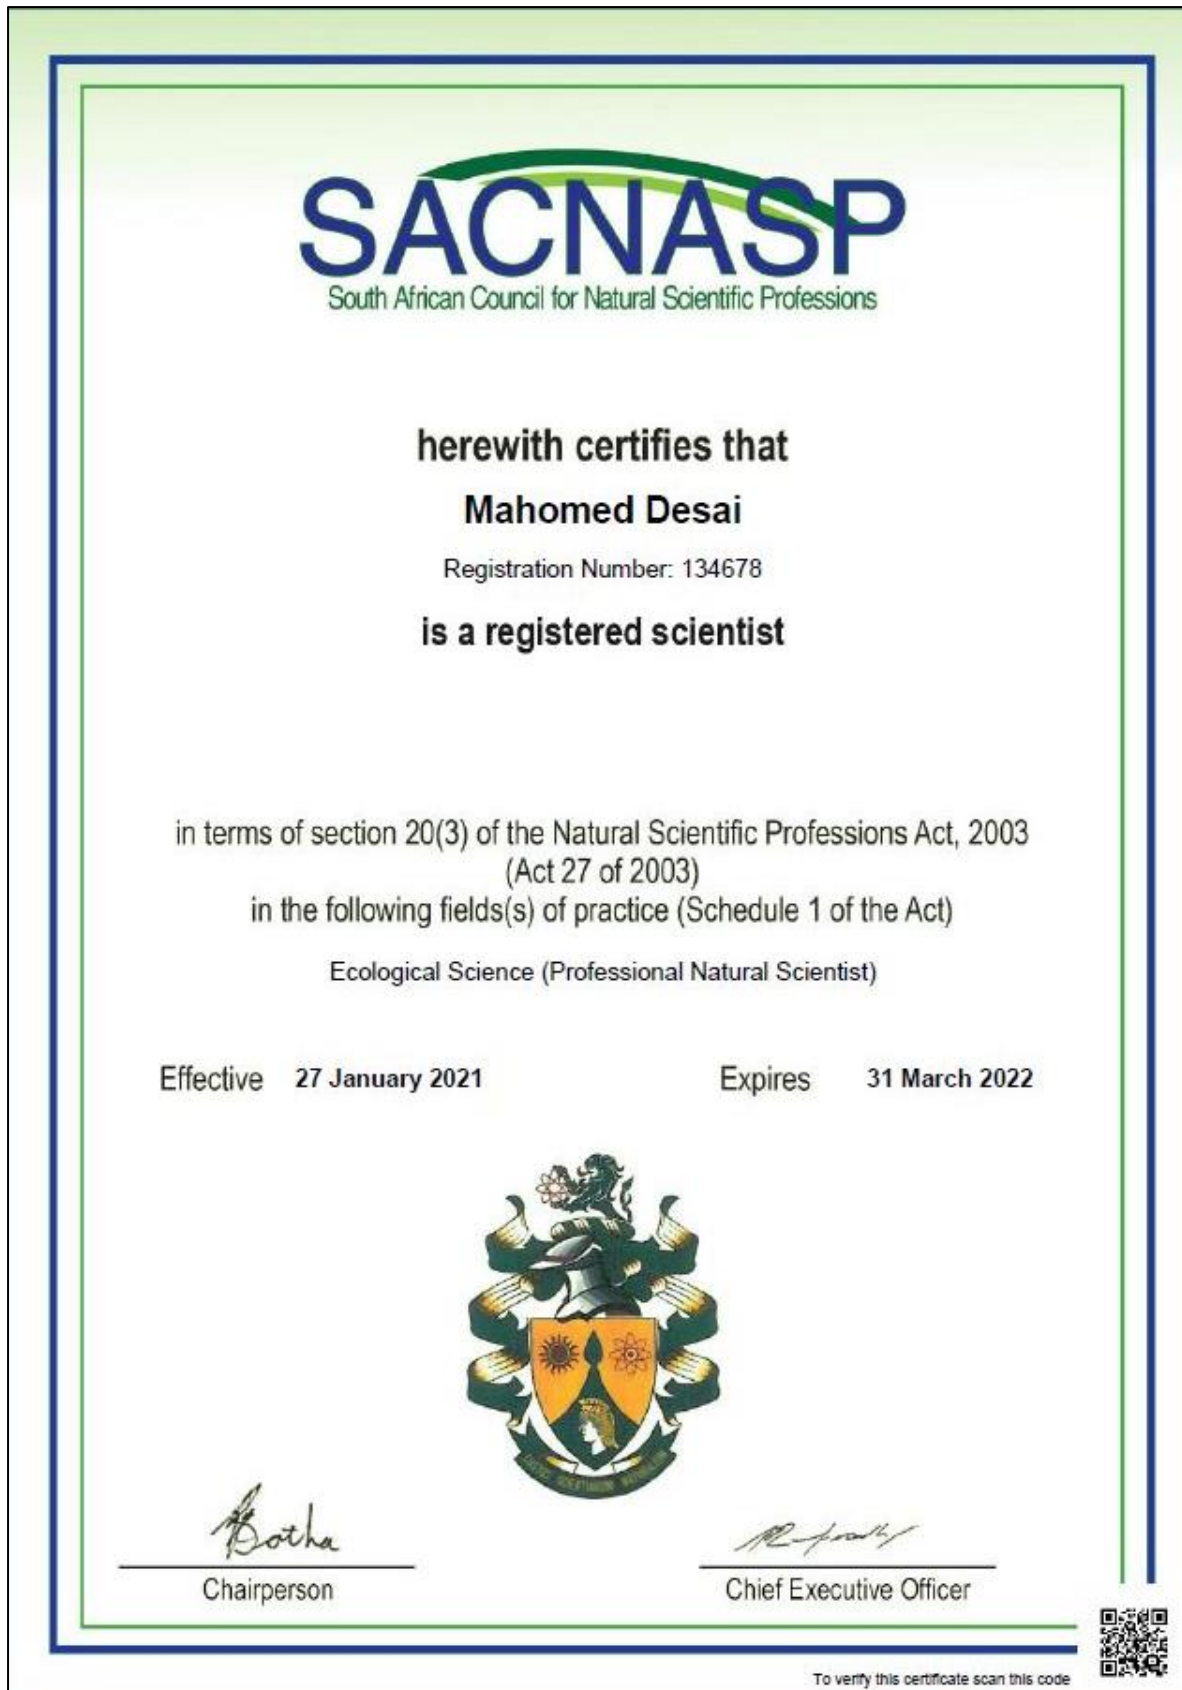 SACNASP
South African Council for Natural Scientific Professions
herewith certifies that
Mahomed Desai
Registration Number: 134678
is a registered scientist
in terms of section 20(3) of the Natural Scientific Professions Act, 2003
(Act 27 of 2003)
in the following fields(s) of practice (Schedule 1 of the Act)
Ecological Science (Professional Natural Scientist)
Effective 27 January 2021 Expires 31 March 2022
Botha
Chairperson
Chief Executive Officer
To verify this certificate scan this code